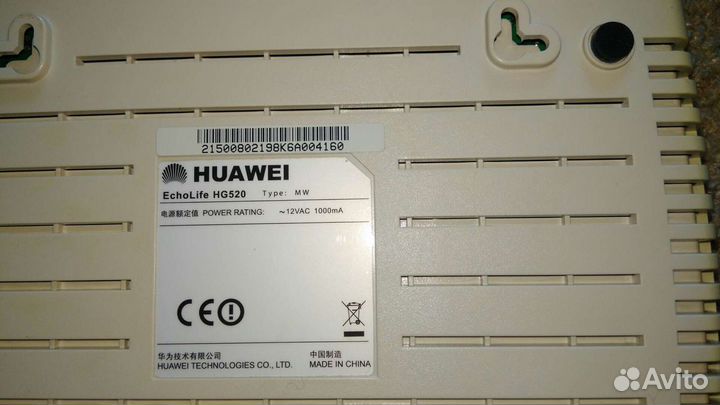 21500802198K6A004160
HUAWEI
EchoLife HG520 Type: MW
电源额定值 POWER RATING: ~12VAC 1000mA
CE
华为技术有限公司 中国制造
HUAWEI TECHNOLOGIES CO., LTD. MADE IN CHINA
Avito